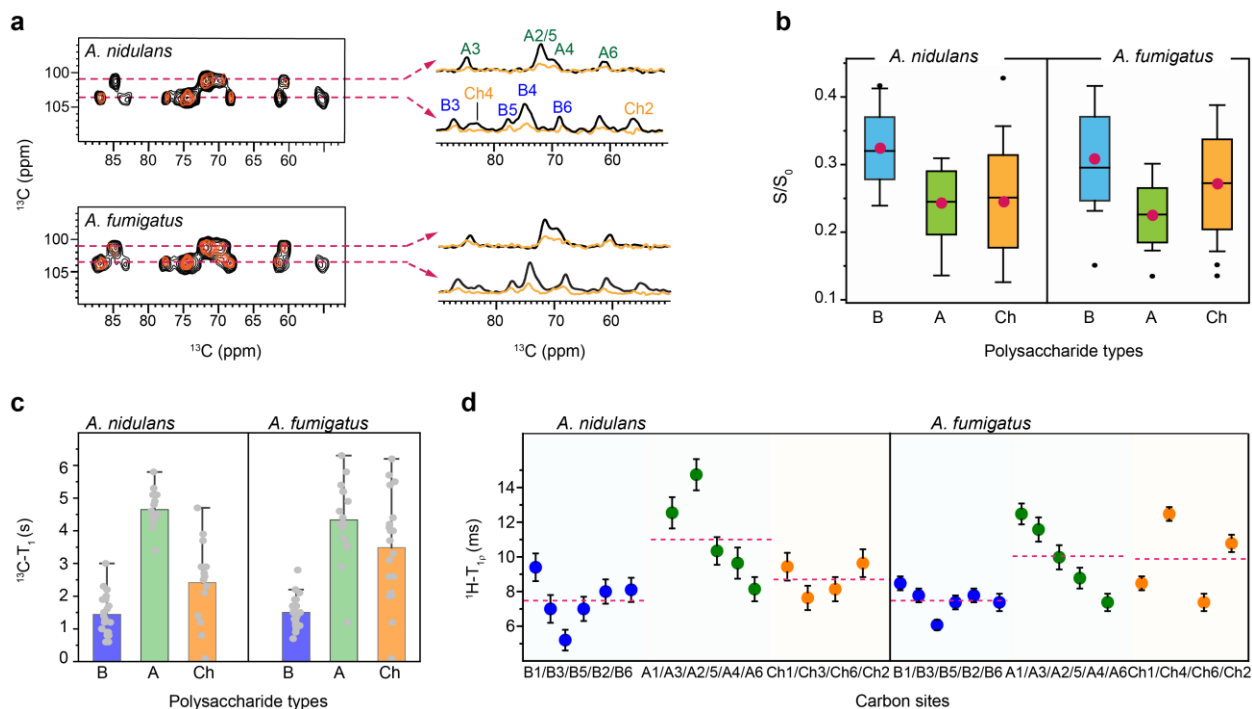 a
A. nidulans
100
105
¹³C (ppm)
85
80
75
70
65
60
A3
A2/5
A4
A6
B3
Ch4
B5
B4
B6
Ch2
80
70
60
A. fumigatus
100
105
85
80
75
70
65
60
¹³C (ppm)
80
70
60
¹³C (ppm)
b
A. nidulans
A. fumigatus
S/S₀
0.4
0.3
0.2
0.1
B A Ch B A Ch
Polysaccharide types
c
A. nidulans
A. fumigatus
¹³C-T₁(s)
6
5
4
3
2
1
0
B A Ch B A Ch
Polysaccharide types
d
A. nidulans
A. fumigatus
¹H-T₁ρ (ms)
14
12
10
8
6
B1/B3/B5/B2/B6 A1/A3/A2/5/A4/A6 Ch1/Ch3/Ch6/Ch2 B1/B3/B5/B2/B6 A1/A3/A2/5/A4/A6 Ch1/Ch4/Ch6/Ch2
Carbon sites